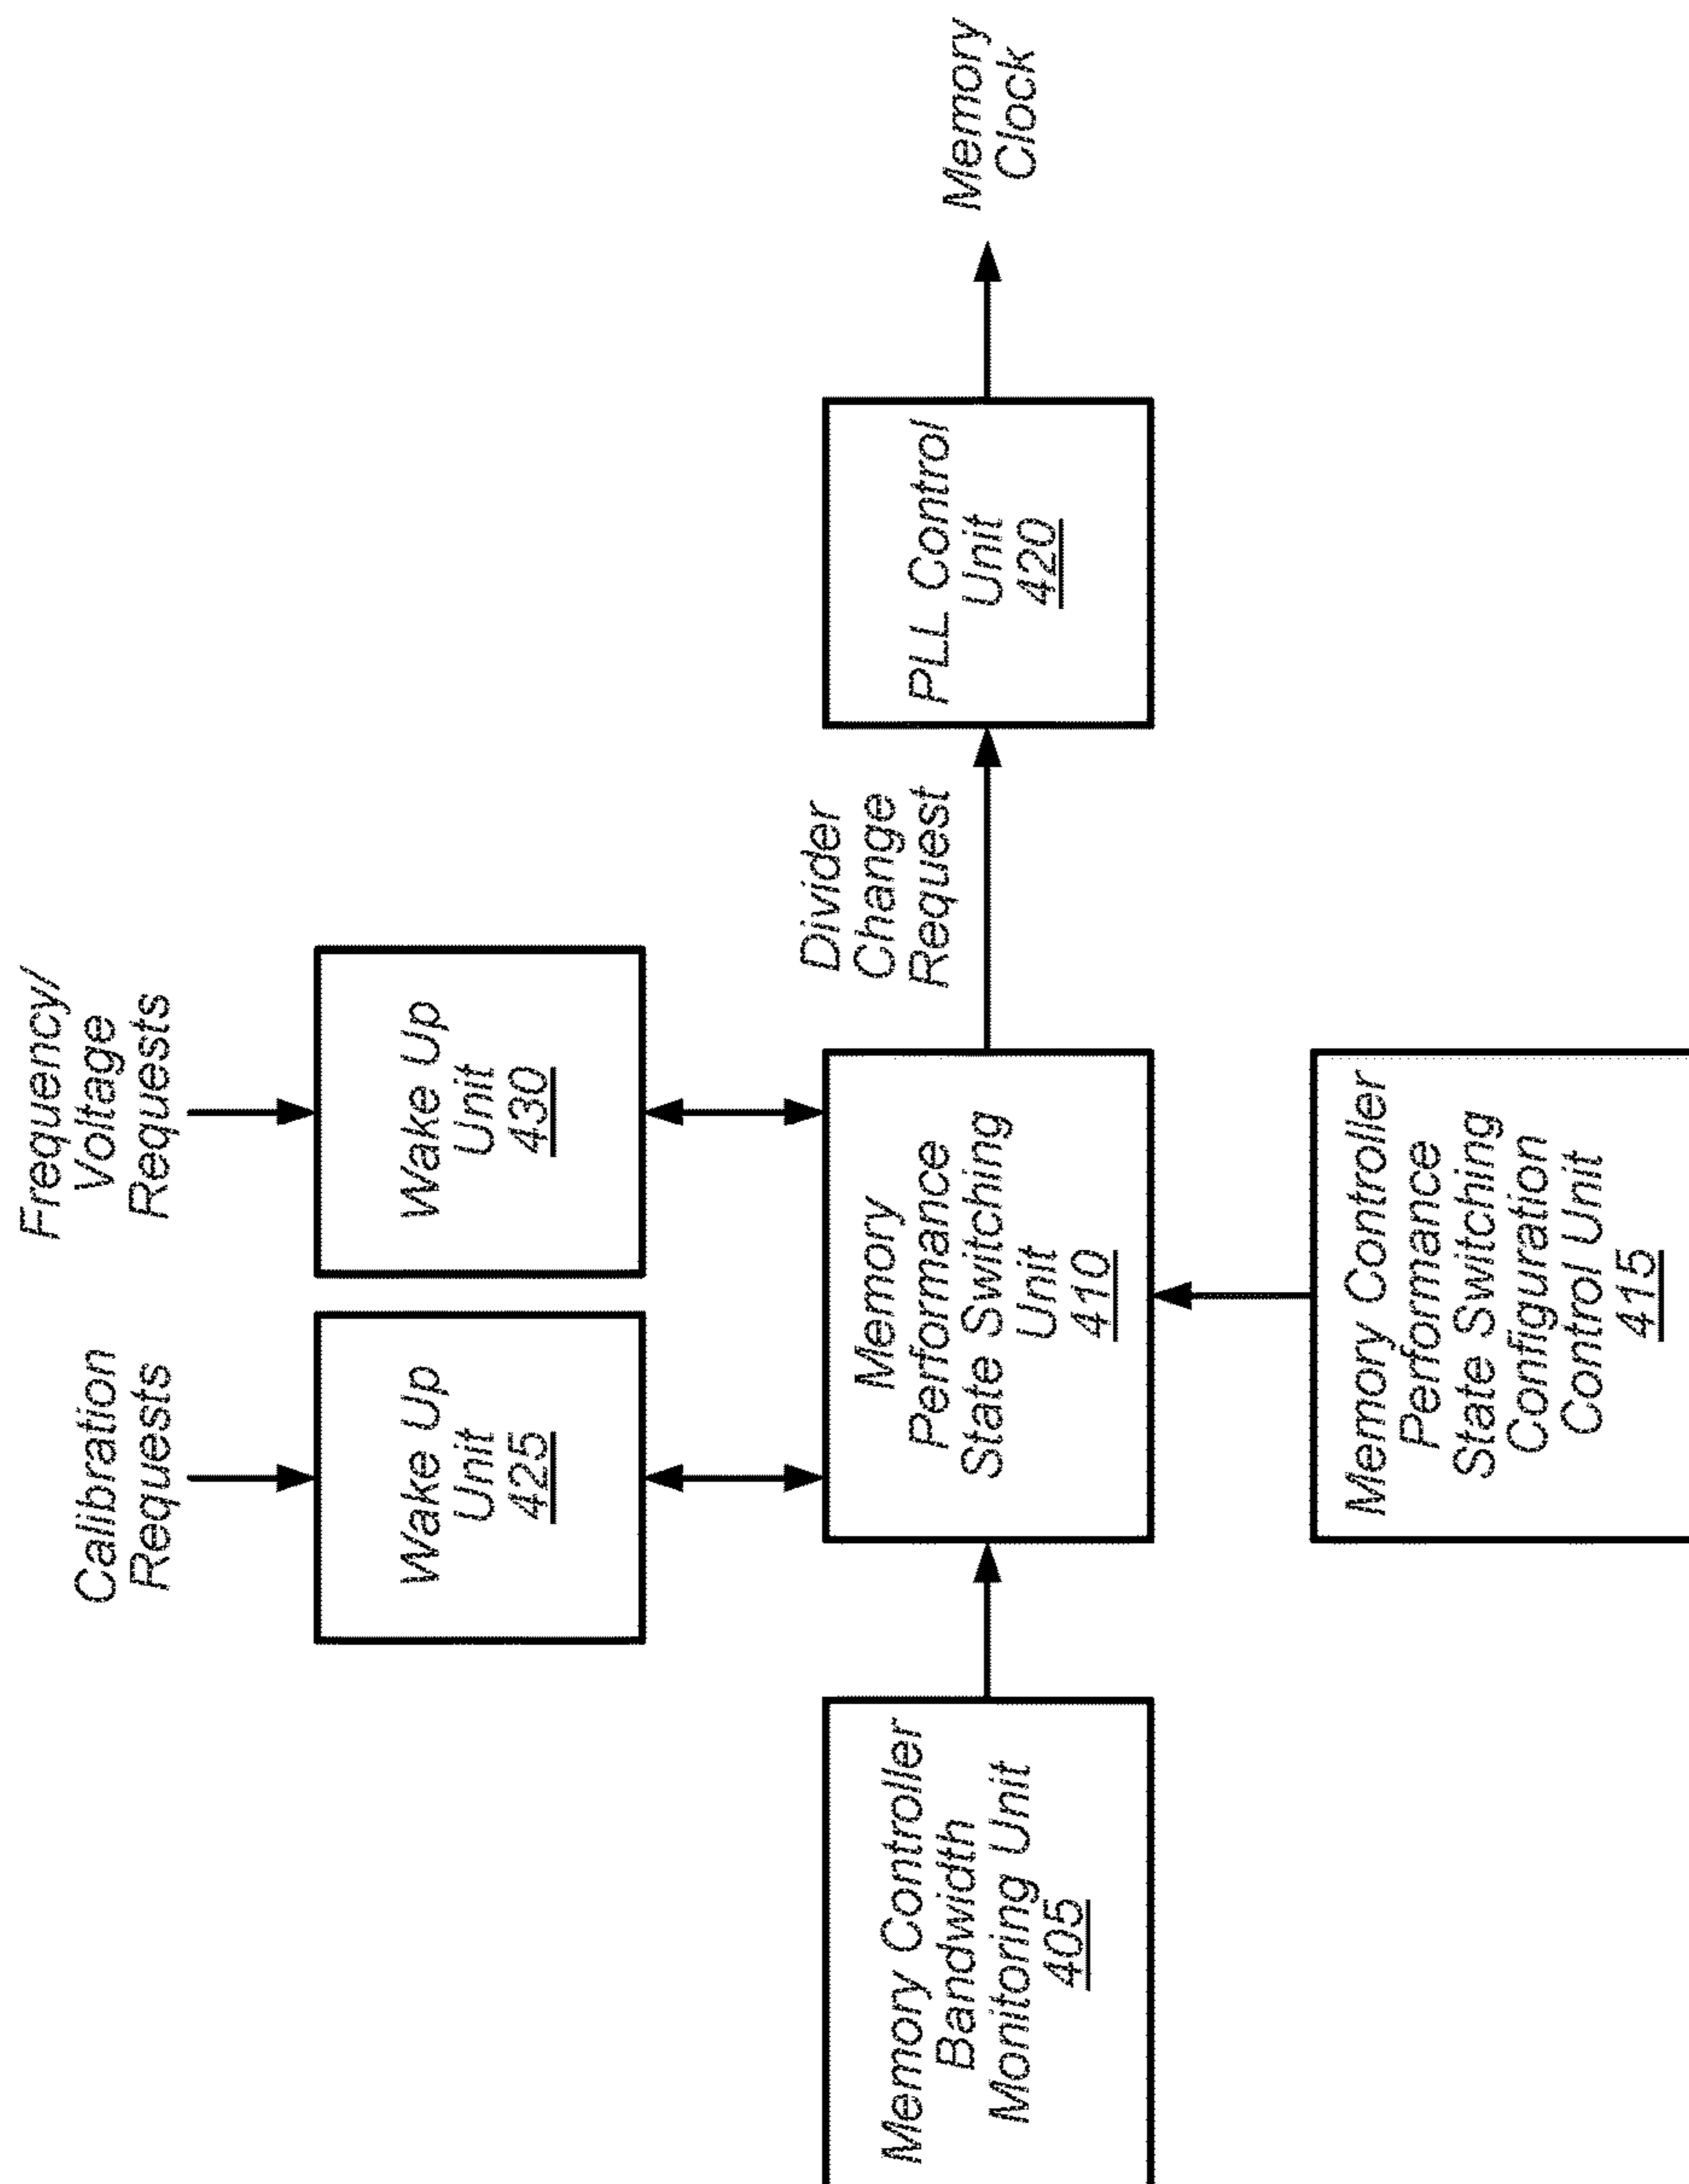 Calibration
Requests
Frequency/
Voltage
Requests
Wake Up
Unit
425
Wake Up
Unit
430
Memory Controller
Bandwidth
Monitoring Unit
405
Memory
Performance
State Switching
Unit
410
Divider
Change
Request
PLL Control
Unit
420
Memory
Clock
Memory Controller
Performance
State Switching
Configuration
Control Unit
415